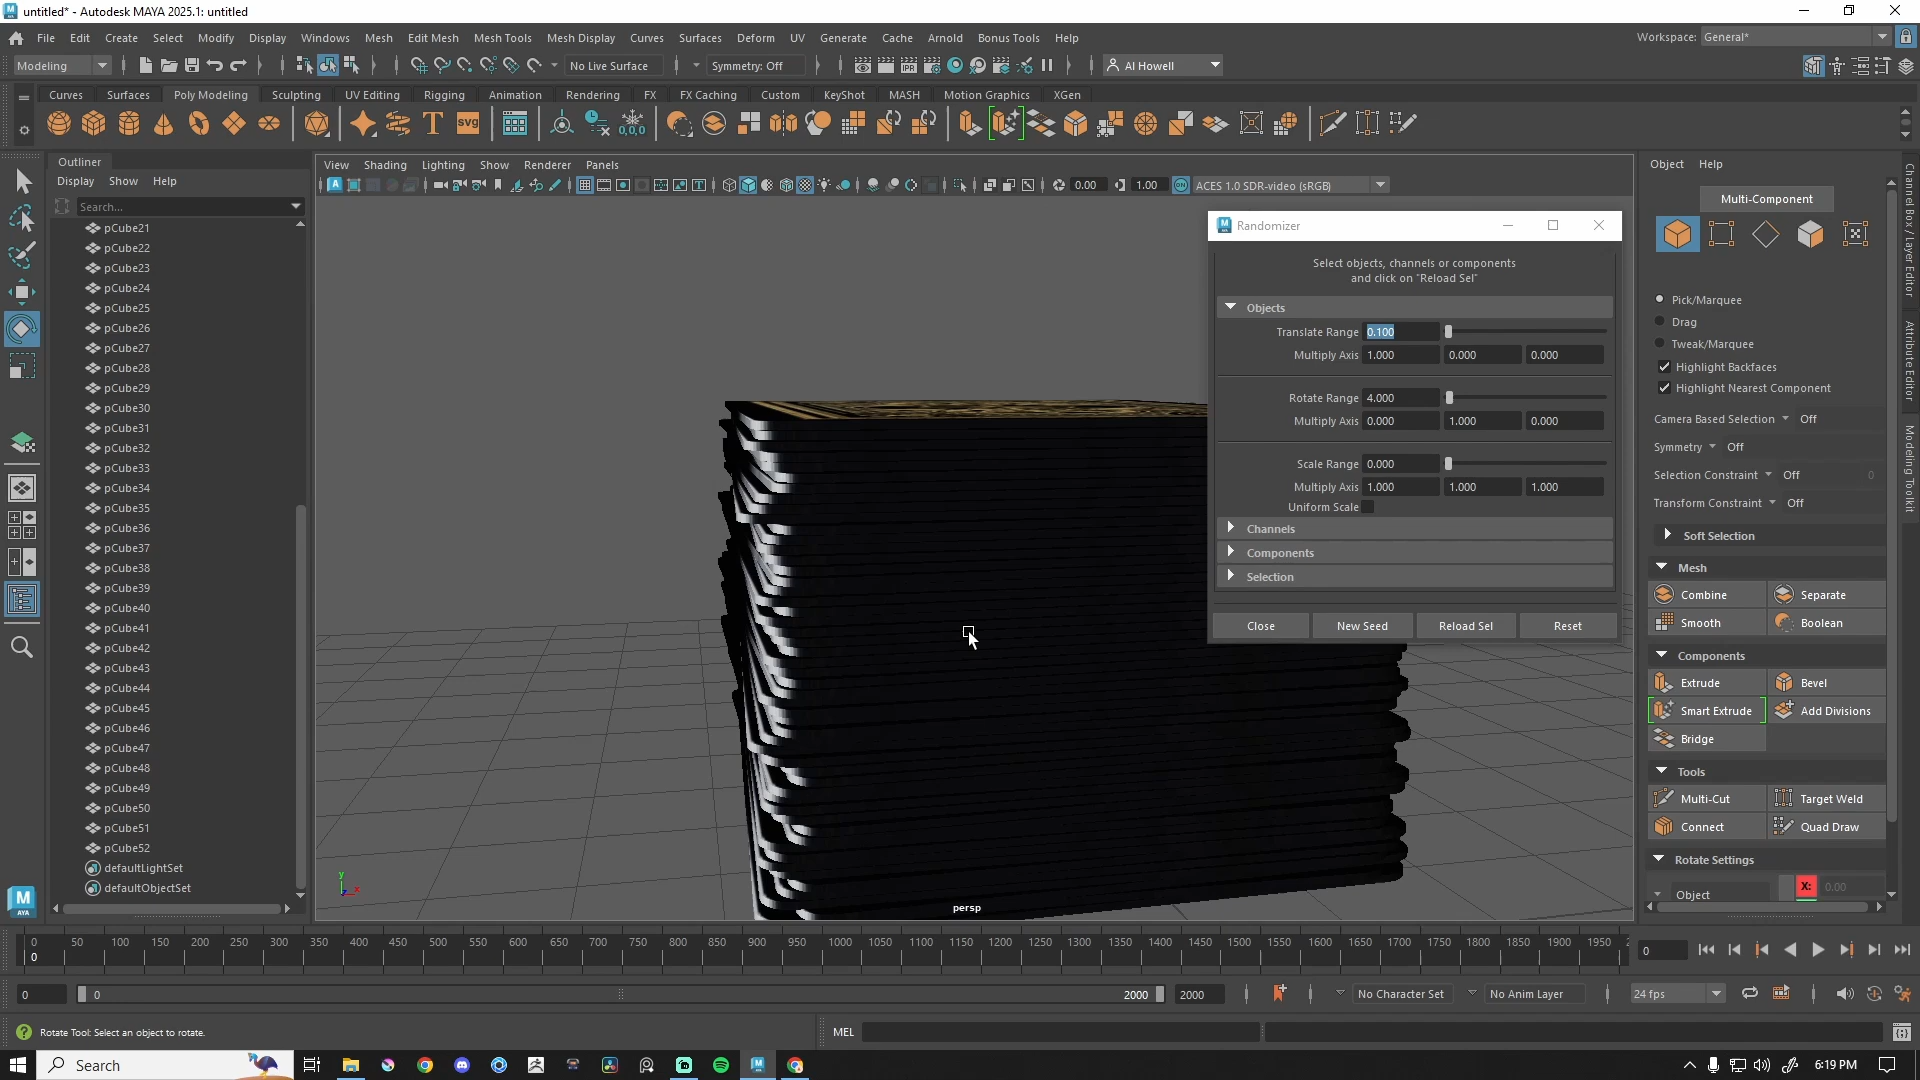 untitled* - Autodesk MAYA 2025.1: untitled
File Edit Create Select Modify Display Windows Mesh Edit Mesh Mesh Tools Mesh Display Curves Surfaces Deform UV Generate Cache Arnold Bonus Tools Help
Workspace: General*
Modeling No Live Surface Symmetry: Off Al Howell
Curves Surfaces Poly Modeling Sculpting UV Editing Rigging Animation Rendering FX FX Caching Custom KeyShot MASH Motion Graphics XGen
Outliner
Display Show Help
Search...
pCube21
pCube22
pCube23
pCube24
pCube25
pCube26
pCube27
pCube28
pCube29
pCube30
pCube31
pCube32
pCube33
pCube34
pCube35
pCube36
pCube37
pCube38
pCube39
pCube40
pCube41
pCube42
pCube43
pCube44
pCube45
pCube46
pCube47
pCube48
pCube49
pCube50
pCube51
pCube52
defaultLightSet
defaultObjectSet
View Shading Lighting Show Renderer Panels
0.00 1.00 ACES 1.0 SDR-video (sRGB)
persp
Randomizer
Select objects, channels or components
and click on "Reload Sel"
Objects
Translate Range 0.100
Multiply Axis 1.000 0.000 0.000
Rotate Range 4.000
Multiply Axis 0.000 1.000 0.000
Scale Range 0.000
Multiply Axis 1.000 1.000 1.000
Uniform Scale
Channels
Components
Selection
Close New Seed Reload Sel Reset
Object Help
Multi-Component
Pick/Marquee
Drag
Tweak/Marquee
Highlight Backfaces
Highlight Nearest Component
Camera Based Selection Off
Symmetry Off
Selection Constraint Off 0
Transform Constraint Off
Soft Selection
Mesh
Combine Separate
Smooth Boolean
Components
Extrude Bevel
Smart Extrude Add Divisions
Bridge
Tools
Multi-Cut Target Weld
Connect Quad Draw
Rotate Settings
Object X: 0.00
Channel Box / Layer Editor
Attribute Editor
Modeling Toolkit
0 50 100 150 200 250 300 350 400 450 500 550 600 650 700 750 800 850 900 950 1000 1050 1100 1150 1200 1250 1300 1350 1400 1450 1500 1550 1600 1650 1700 1750 1800 1850 1900 1950
0
0
0 0 2000 2000 No Character Set No Anim Layer 24 fps
Rotate Tool: Select an object to rotate.
MEL
Search
6:19 PM